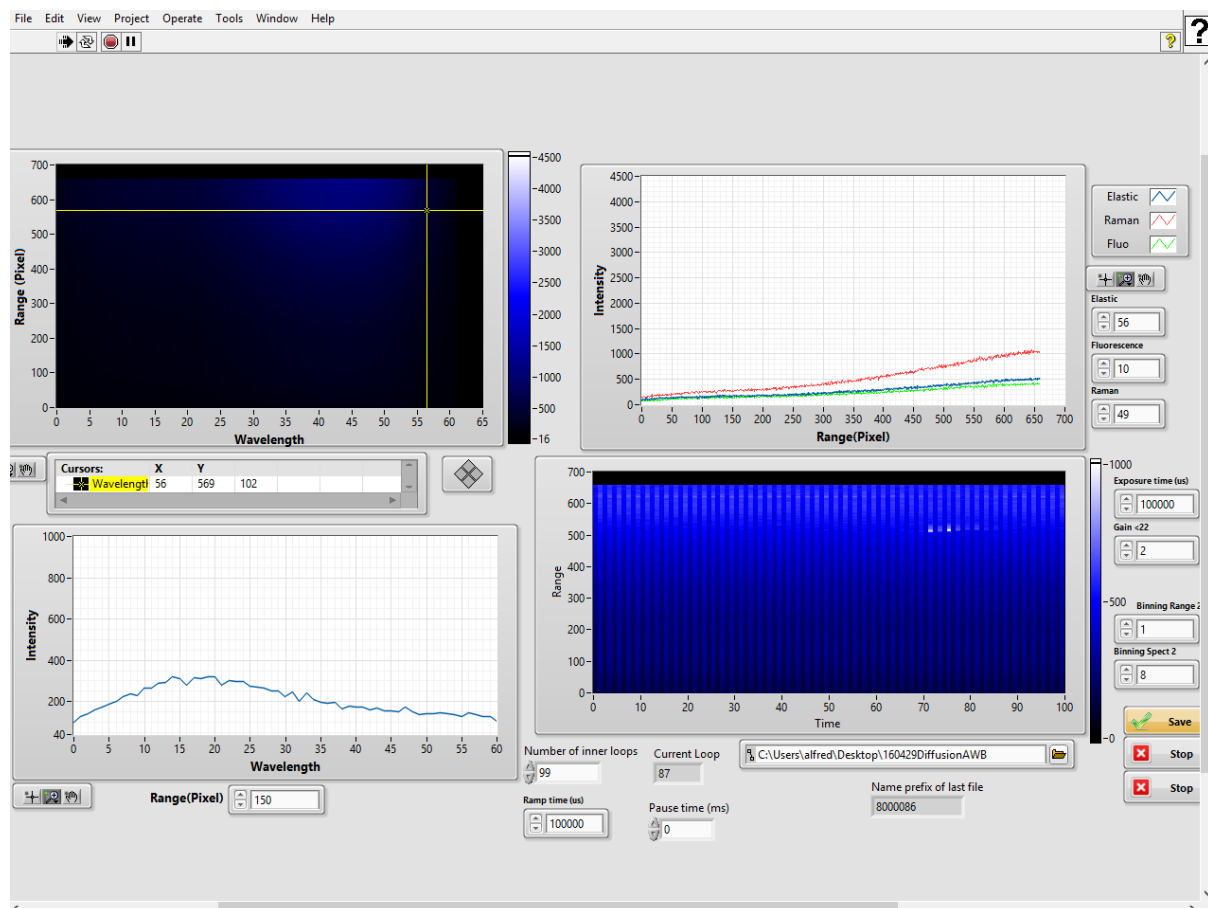 File Edit View Project Operate Tools Window Help
?
?
700
600
500
400
300
200
100
0
Range (Pixel)
0 5 10 15 20 25 30 35 40 45 50 55 60 65
Wavelength
4500
4000
3500
3000
2500
2000
1500
1000
500
16
4500
4000
3500
3000
2500
2000
1500
1000
500
0
Intensity
0 50 100 150 200 250 300 350 400 450 500 550 600 650 700
Range(Pixel)
Elastic
Raman
Fluo
Elastic
56
Fluorescence
10
Raman
49
Cursors: X Y
Wavelengt 56 569 102
1000
800
600
400
200
40
Intensity
0 5 10 15 20 25 30 35 40 45 50 55 60
Wavelength
Range(Pixel) 150
700
600
500
400
300
200
100
0
Range
0 10 20 30 40 50 60 70 80 90 100
Time
1000
500
0
Exposure time (us)
100000
Gain <22
2
Binning Range 2
1
Binning Spect 2
8
Save
Stop
Stop
Number of inner loops
99
Current Loop
87
C:\Users\alfred\Desktop\160429DiffusionAWB
Ramp time (us)
100000
Pause time (ms)
0
Name prefix of last file
8000086